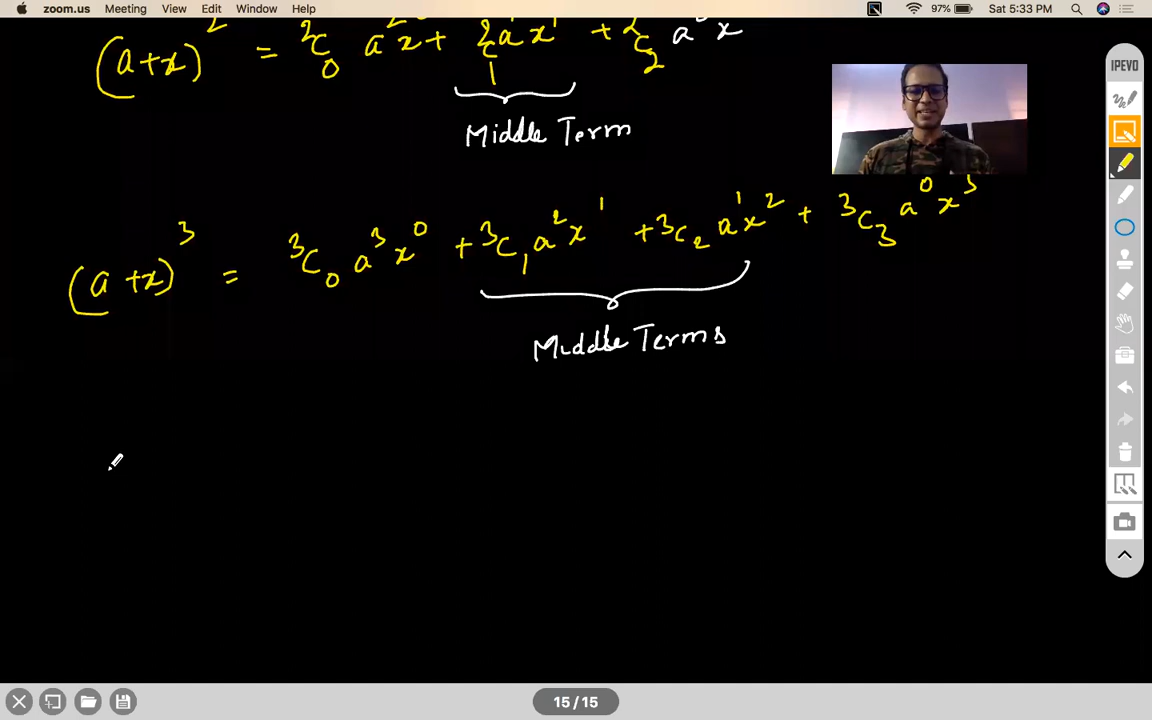 zoom.us Meeting View Edit Window Help 97% Sat 5:33 PM
(a+x)² = ²C₀ a² x + ²C₁ a¹ x¹ + ²C₂ a⁰ x
Middle Term
IPEVO
(a+x)³ = ³C₀ a³ x⁰ + ³C₁ a² x¹ + ³C₂ a¹ x² + ³C₃ a⁰ x³
Middle Terms
15/15